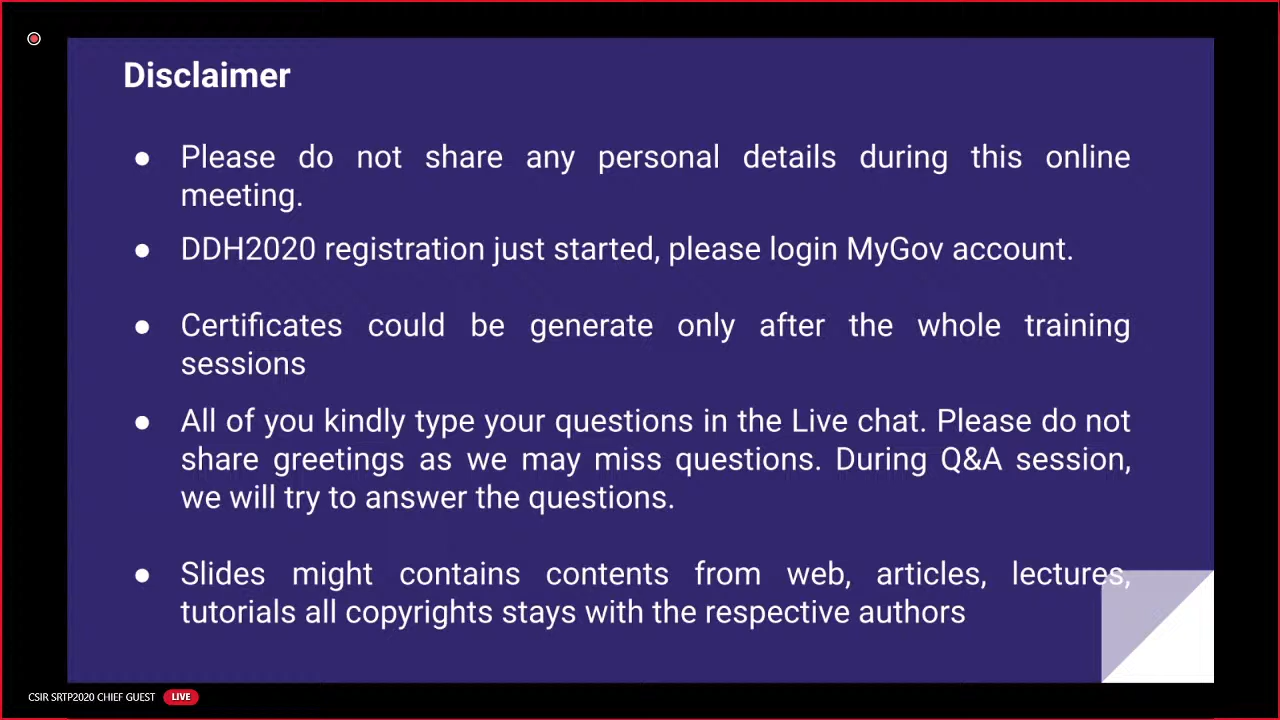 Disclaimer
● Please do not share any personal details during this online
meeting.
● DDH2020 registration just started, please login MyGov account.
● Certificates could be generate only after the whole training
sessions
● All of you kindly type your questions in the Live chat. Please do not
share greetings as we may miss questions. During Q&A session,
we will try to answer the questions.
● Slides might contains contents from web, articles, lectures,
tutorials all copyrights stays with the respective authors
CSIR SRTP2020 CHIEF GUEST LIVE